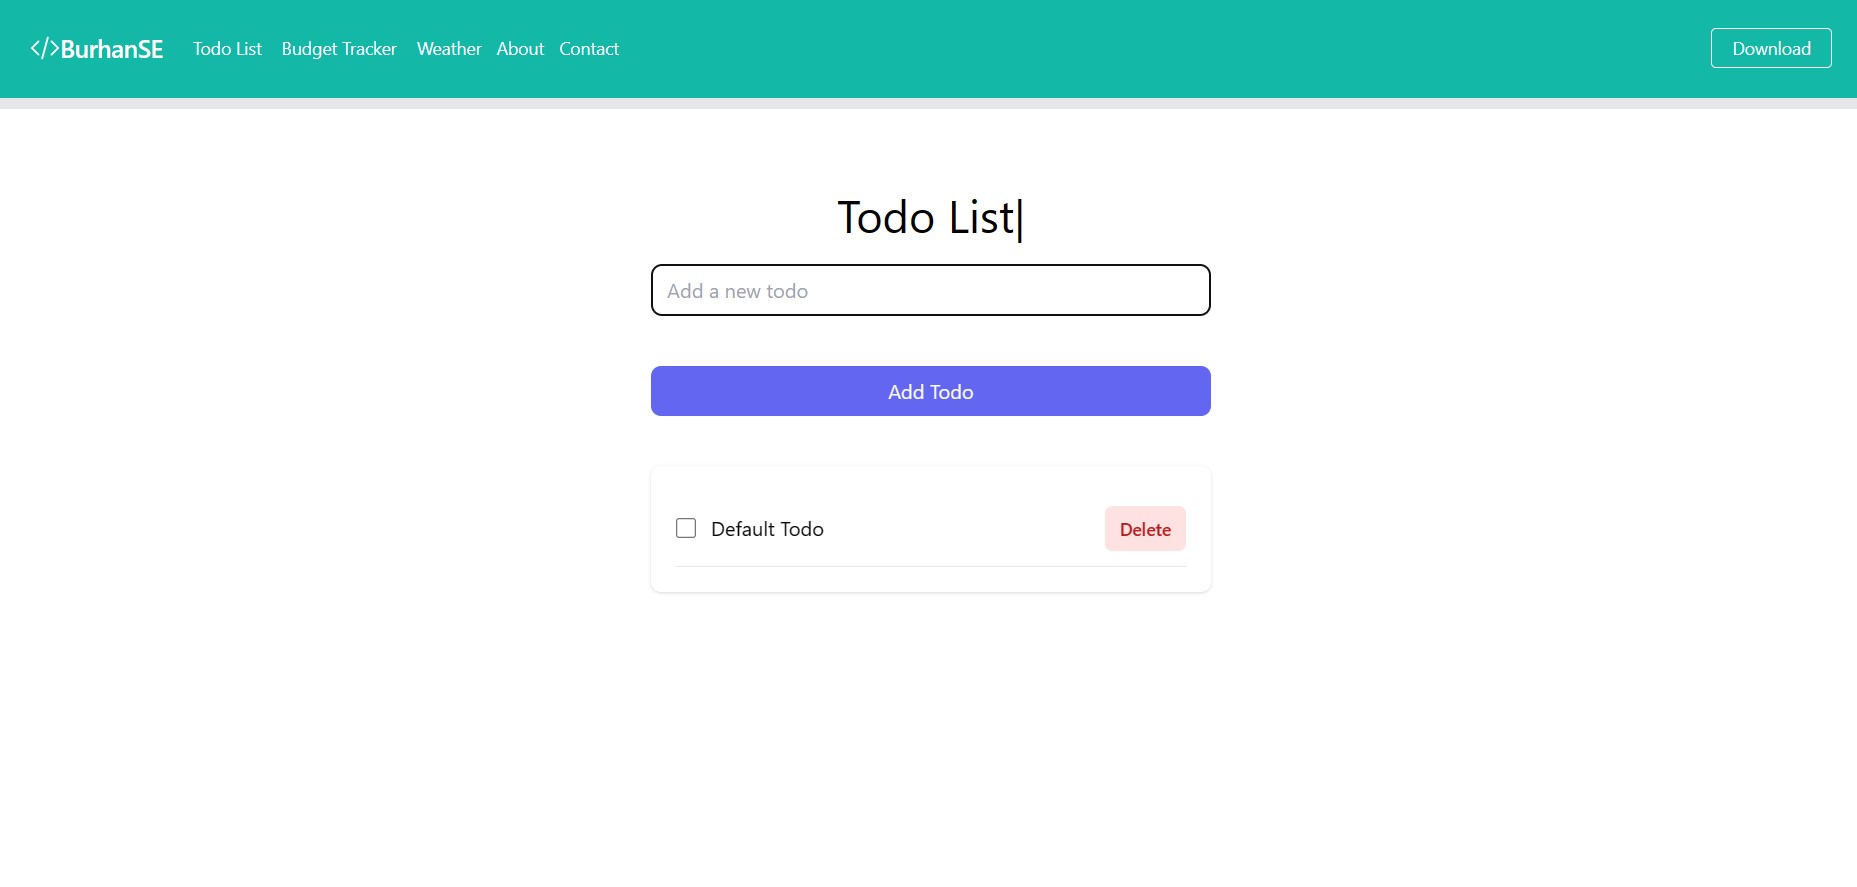 </>BurhanSE Todo List Budget Tracker Weather About Contact Download
Todo List|
Add a new todo
Add Todo
Default Todo Delete